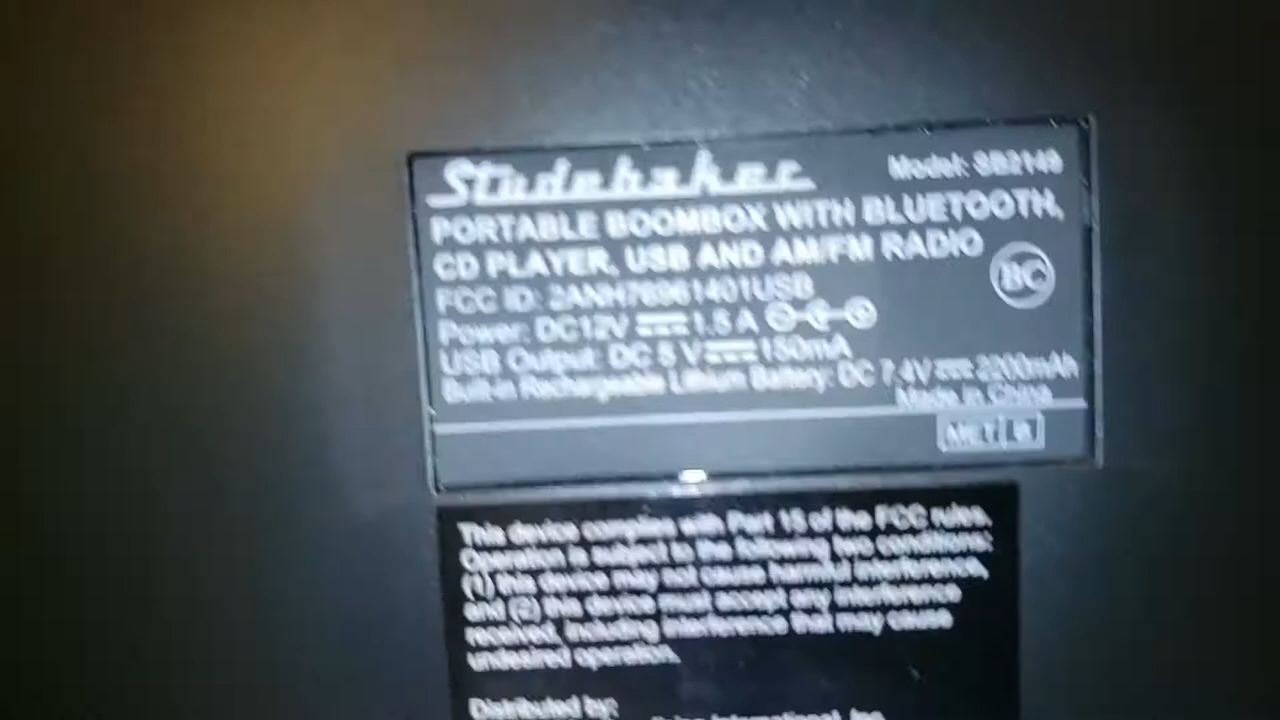 Studebaker
Model: SB2149
PORTABLE BOOMBOX WITH BLUETOOTH,
CD PLAYER, USB AND AM/FM RADIO
BC
FCC ID:
Power: DC12V 1.5 A
USB Output: DC 5 V 150mA
Built-in Rechargeable Lithium Battery: DC 7.4V 2200mAh
Made in China
MET
This device complies with Part 15 of the FCC rules.
Operation is subject to the following two conditions:
(1) this device may not cause harmful interference,
and (2) this device must accept any interference
received, including interference that may cause
undesired operation.
Distributed by:
International, Inc.